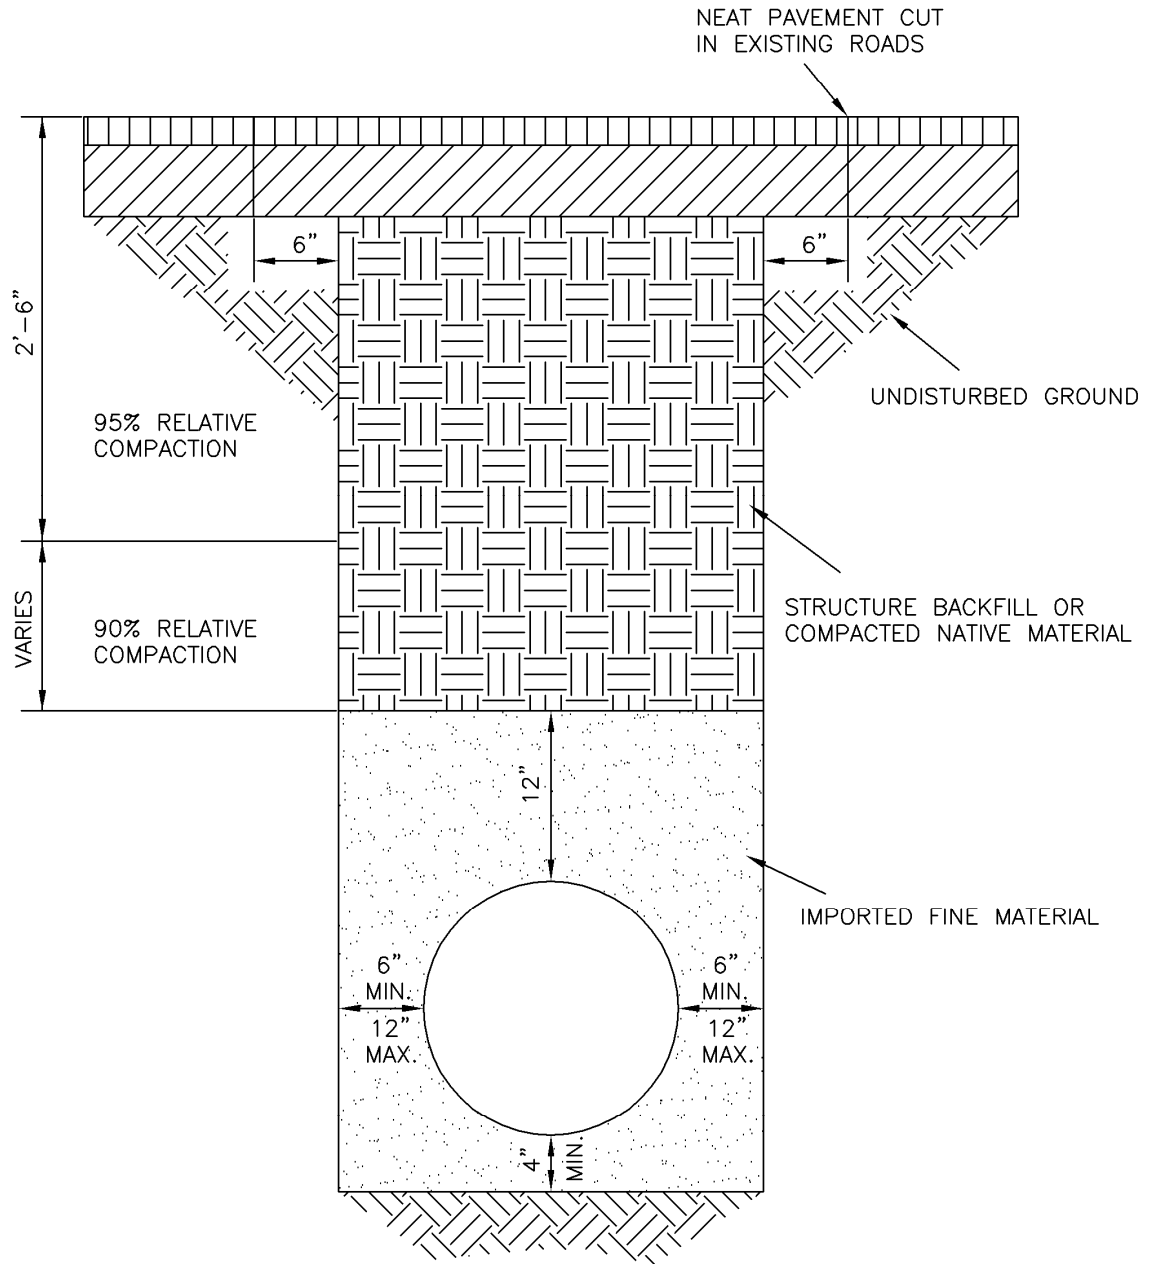 NEAT PAVEMENT CUT
IN EXISTING ROADS
6”
6”
2'-6”
UNDISTURBED GROUND
95% RELATIVE
COMPACTION
STRUCTURE BACKFILL OR
COMPACTED NATIVE MATERIAL
VARIES
90% RELATIVE
COMPACTION
12”
IMPORTED FINE MATERIAL
6”
MIN.
12”
MAX.
6”
MIN.
12”
MAX.
4”
MIN.